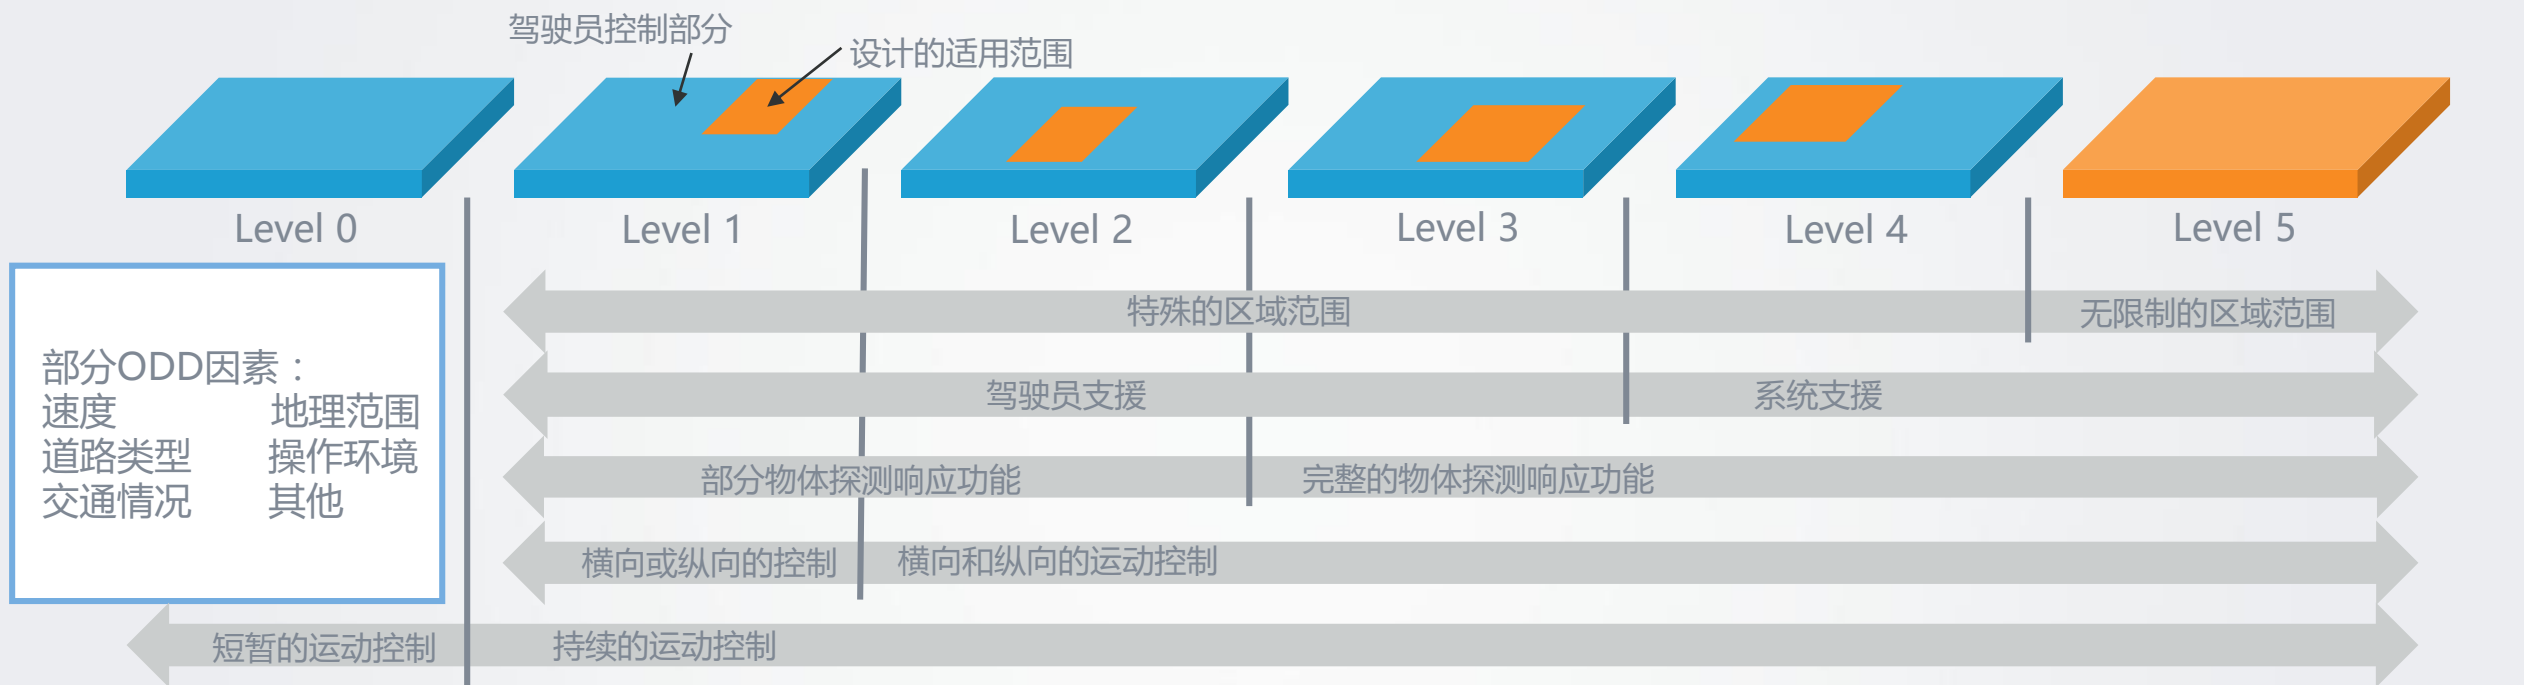 驾驶员控制部分
设计的适用范围
Level 0
Level 1
Level 2
Level 3
Level 4
Level 5
部分ODD因素：
速度 地理范围
道路类型 操作环境
交通情况 其他
特殊的区域范围
无限制的区域范围
驾驶员支援
系统支援
部分物体探测响应功能
完整的物体探测响应功能
横向或纵向的控制
横向和纵向的运动控制
短暂的运动控制
持续的运动控制